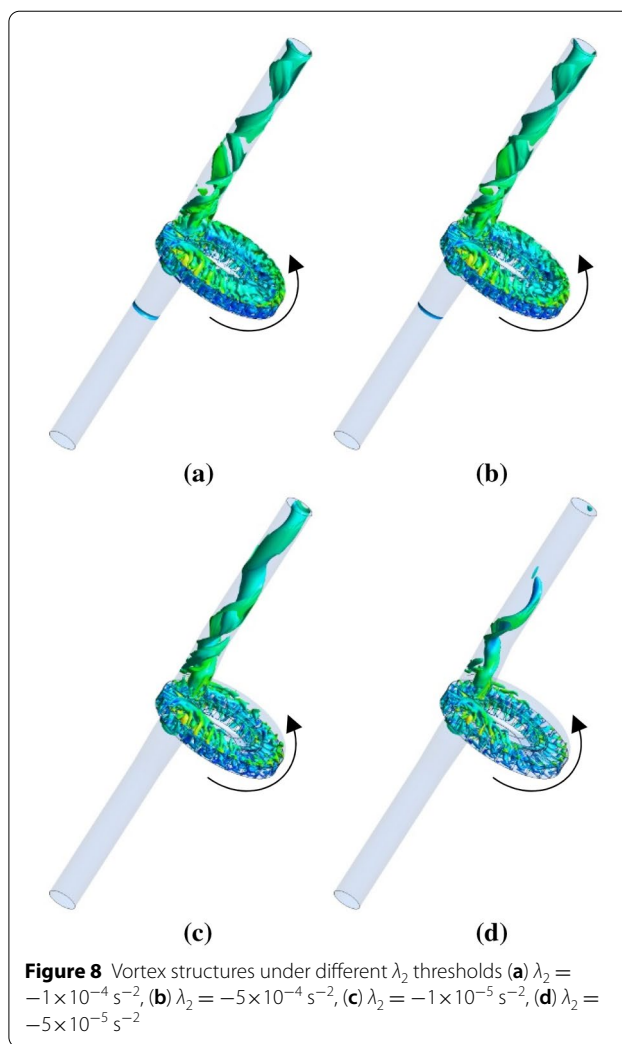 (a)
(b)
(c)
(d)
Figure 8 Vortex structures under different λ₂ thresholds (a) λ₂ =
−1×10⁻⁴ s⁻², (b) λ₂ = −5×10⁻⁴ s⁻², (c) λ₂ = −1×10⁻⁵ s⁻², (d) λ₂ =
−5×10⁻⁵ s⁻²